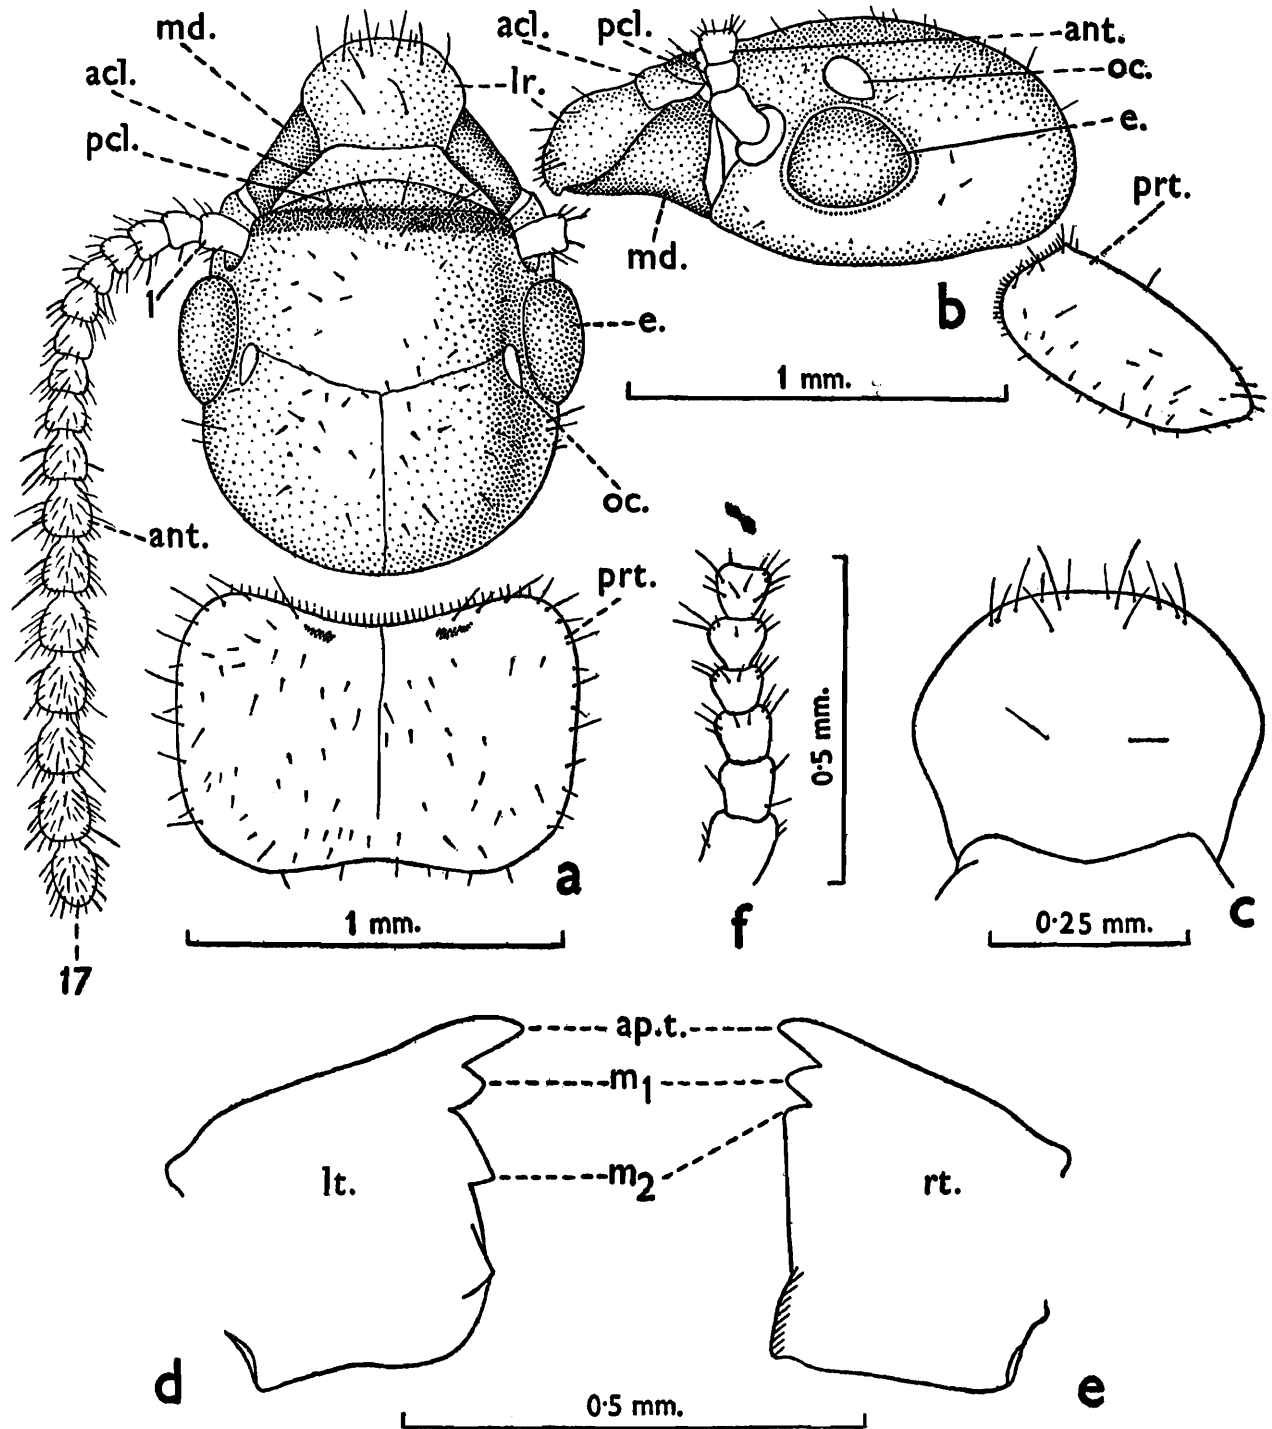 md.
acl.
pcl.
lr.
1
e.
oc.
ant.
prt.
17
a
1 mm.
acl.
pcl.
ant.
oc.
e.
md.
prt.
b
1 mm.
f
0·5 mm.
c
0·25 mm.
ap.t.
m1
m2
lt.
rt.
d
e
0·5 mm.